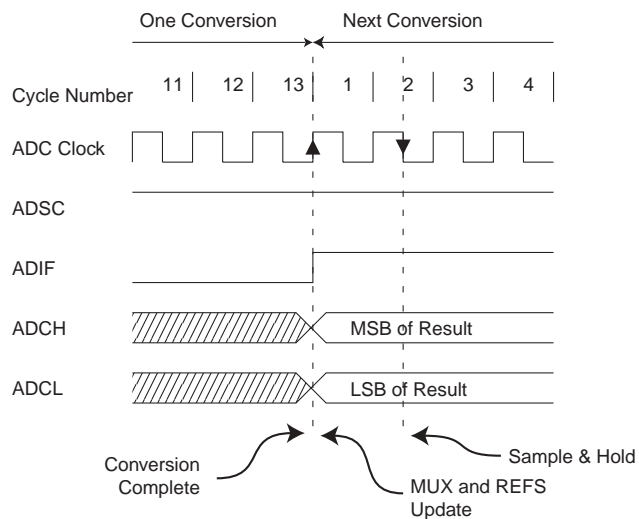 One Conversion Next Conversion
Cycle Number 11 12 13 1 2 3 4
ADC Clock
ADSC
ADIF
ADCH MSB of Result
ADCL LSB of Result
Conversion
Complete
MUX and REFS
Update
Sample & Hold